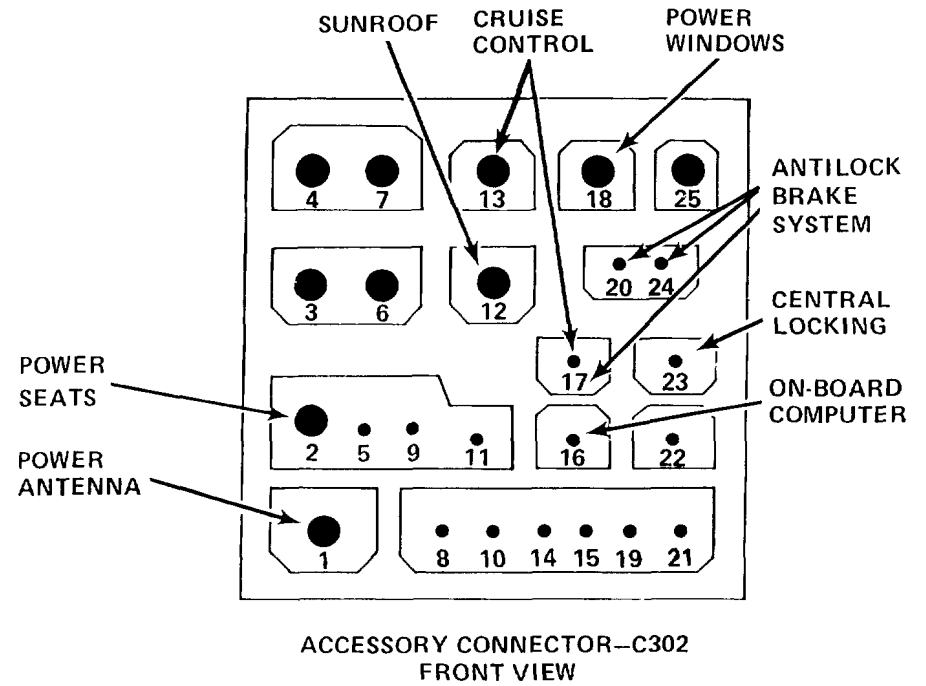 SUNROOF
CRUISE
CONTROL
POWER
WINDOWS
4 7 13 18 25
ANTILOCK
BRAKE
SYSTEM
3 6 12 20 24
CENTRAL
LOCKING
17 23
POWER
SEATS
ON-BOARD
COMPUTER
2 5 9 11 16 22
POWER
ANTENNA
1 8 10 14 15 19 21
ACCESSORY CONNECTOR—C302
FRONT VIEW